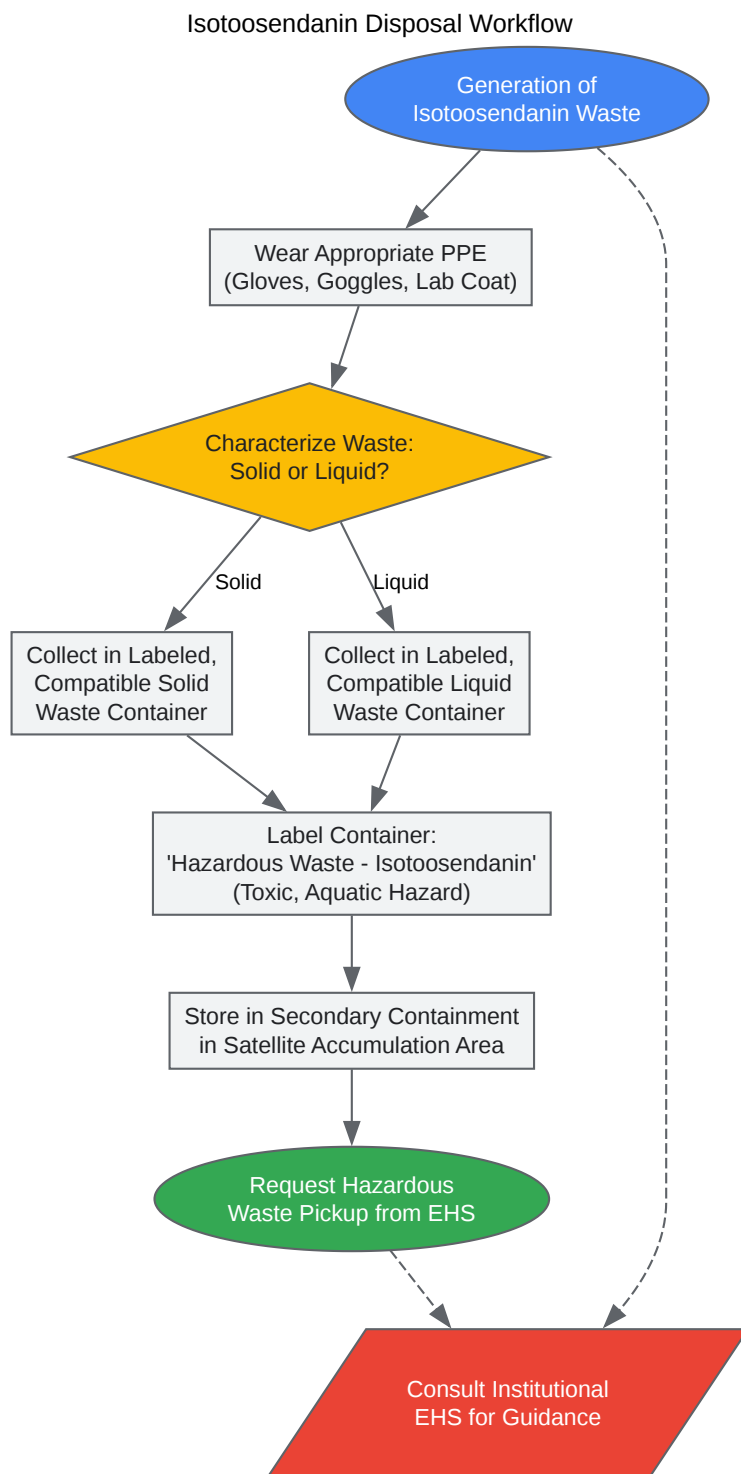 Isotoosendanin Disposal Workflow
Generation of
Isotoosendanin Waste
Wear Appropriate PPE
(Gloves, Goggles, Lab Coat)
Characterize Waste:
Solid or Liquid?
Solid
Liquid
Collect in Labeled,
Compatible Solid
Waste Container
Collect in Labeled,
Compatible Liquid
Waste Container
Label Container:
'Hazardous Waste - Isotoosendanin'
(Toxic, Aquatic Hazard)
Store in Secondary Containment
in Satellite Accumulation Area
Request Hazardous
Waste Pickup from EHS
Consult Institutional
EHS for Guidance